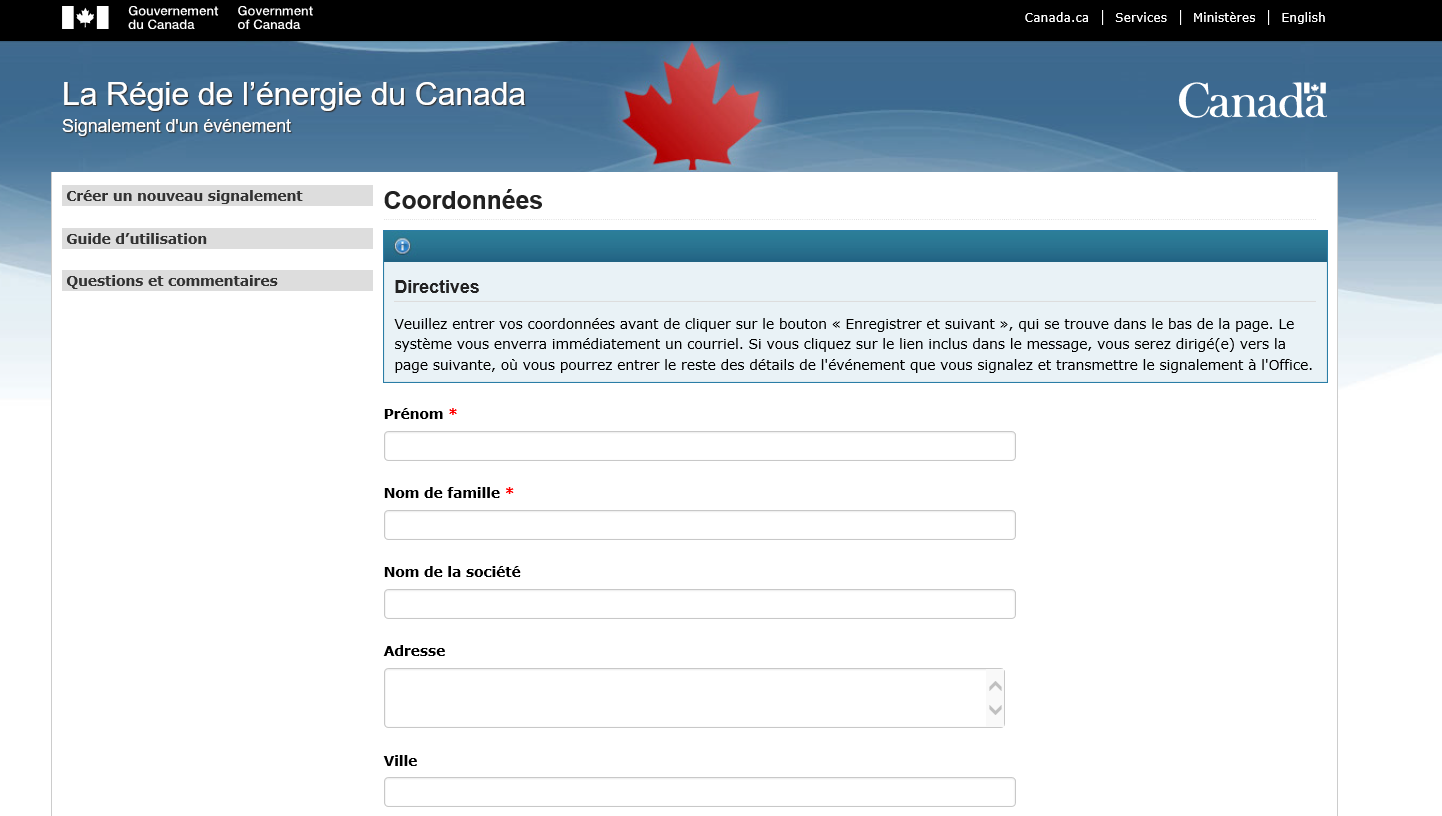 Gouvernement du Canada
Government of Canada
Canada.ca | Services | Ministères | English
La Régie de l’énergie du Canada
Signalement d'un événement
Canada
Créer un nouveau signalement
Guide d’utilisation
Questions et commentaires
Coordonnées
Directives
Veuillez entrer vos coordonnées avant de cliquer sur le bouton « Enregistrer et suivant », qui se trouve dans le bas de la page. Le
système vous enverra immédiatement un courriel. Si vous cliquez sur le lien inclus dans le message, vous serez dirigé(e) vers la
page suivante, où vous pourrez entrer le reste des détails de l'événement que vous signalez et transmettre le signalement à l'Office.
Prénom *
Nom de famille *
Nom de la société
Adresse
Ville